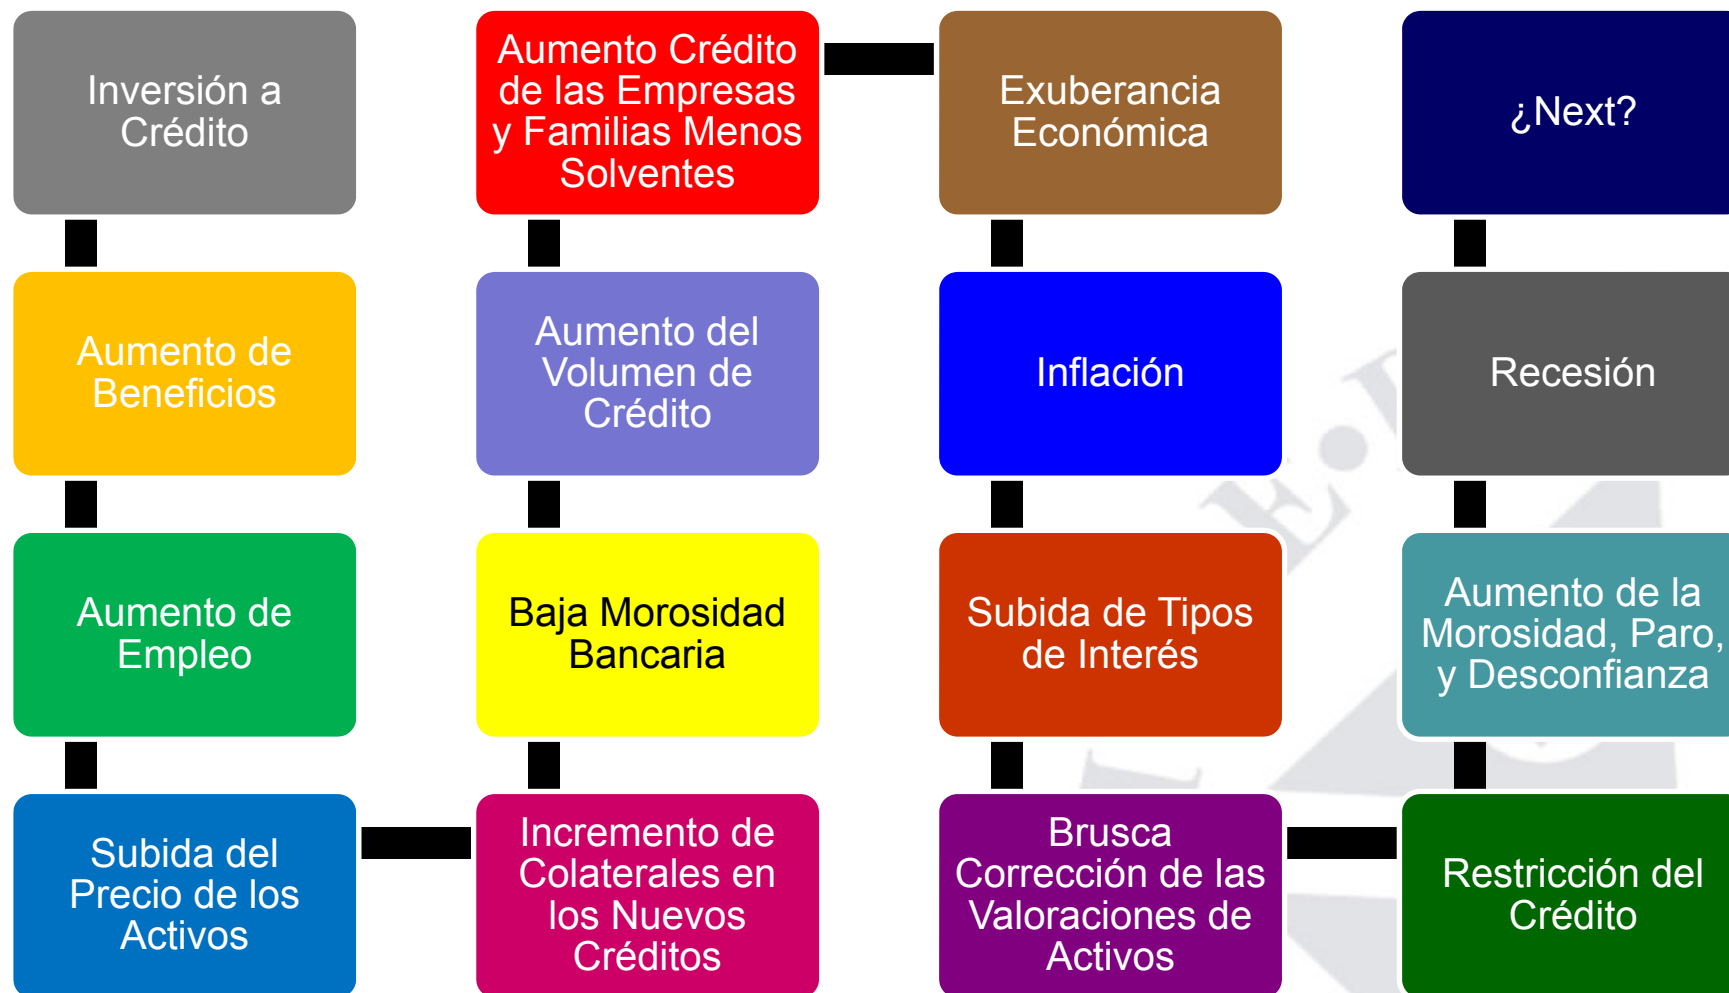 Inversión a
Crédito
Aumento de
Beneficios
Aumento de
Empleo
Subida del
Precio de los
Activos
Incremento de
Colaterales en
los Nuevos
Créditos
Baja Morosidad
Bancaria
Aumento del
Volumen de
Crédito
Aumento Crédito
de las Empresas
y Familias Menos
Solventes
Exuberancia
Económica
Inflación
Subida de Tipos
de Interés
Brusca
Corrección de las
Valoraciones de
Activos
Restricción del
Crédito
Aumento de la
Morosidad, Paro,
y Desconfianza
Recesión
¿Next?